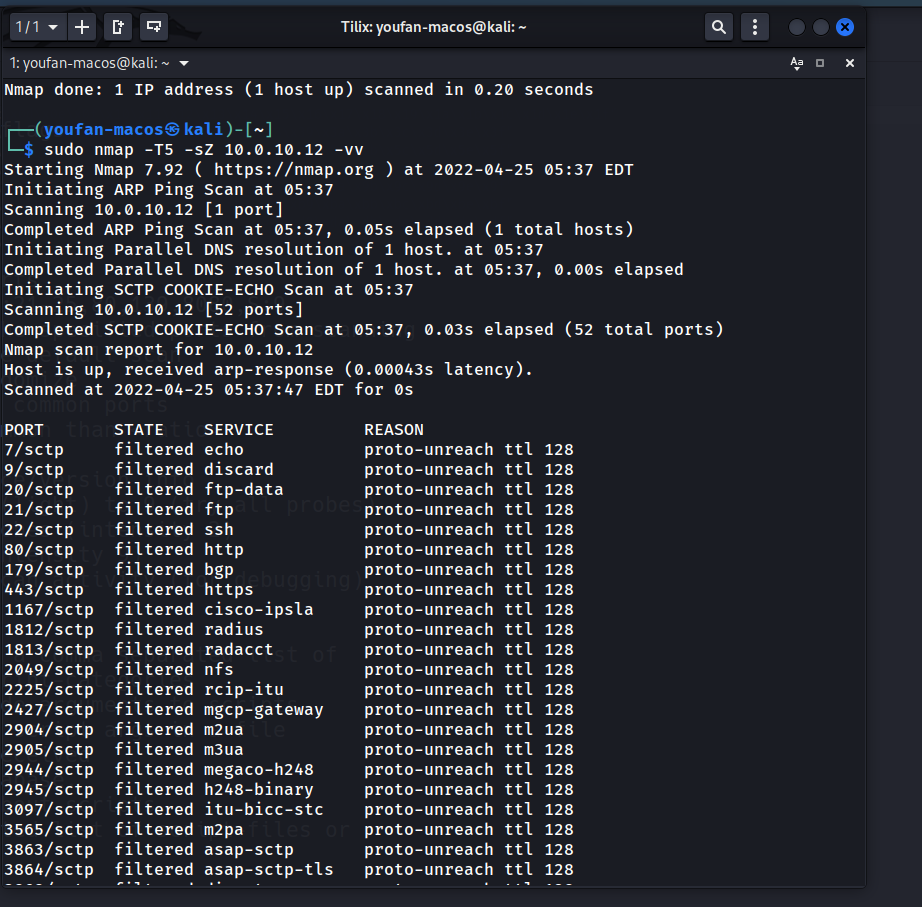 1/1
Tilix: youfan-macos@kali: ~
1: youfan-macos@kali: ~
Aa
Nmap done: 1 IP address (1 host up) scanned in 0.20 seconds
┌──(youfan-macos㉿kali)-[~]
└─$ sudo nmap -T5 -sZ 10.0.10.12 -vv
Starting Nmap 7.92 ( https://nmap.org ) at 2022-04-25 05:37 EDT
Initiating ARP Ping Scan at 05:37
Scanning 10.0.10.12 [1 port]
Completed ARP Ping Scan at 05:37, 0.05s elapsed (1 total hosts)
Initiating Parallel DNS resolution of 1 host. at 05:37
Completed Parallel DNS resolution of 1 host. at 05:37, 0.00s elapsed
Initiating SCTP COOKIE-ECHO Scan at 05:37
Scanning 10.0.10.12 [52 ports]
Completed SCTP COOKIE-ECHO Scan at 05:37, 0.03s elapsed (52 total ports)
Nmap scan report for 10.0.10.12
Host is up, received arp-response (0.00043s latency).
Scanned at 2022-04-25 05:37:47 EDT for 0s
PORT STATE SERVICE REASON
7/sctp filtered echo proto-unreach ttl 128
9/sctp filtered discard proto-unreach ttl 128
20/sctp filtered ftp-data proto-unreach ttl 128
21/sctp filtered ftp proto-unreach ttl 128
22/sctp filtered ssh proto-unreach ttl 128
80/sctp filtered http proto-unreach ttl 128
179/sctp filtered bgp proto-unreach ttl 128
443/sctp filtered https proto-unreach ttl 128
1167/sctp filtered cisco-ipsla proto-unreach ttl 128
1812/sctp filtered radius proto-unreach ttl 128
1813/sctp filtered radacct proto-unreach ttl 128
2049/sctp filtered nfs proto-unreach ttl 128
2225/sctp filtered rcip-itu proto-unreach ttl 128
2427/sctp filtered mgcp-gateway proto-unreach ttl 128
2904/sctp filtered m2ua proto-unreach ttl 128
2905/sctp filtered m3ua proto-unreach ttl 128
2944/sctp filtered megaco-h248 proto-unreach ttl 128
2945/sctp filtered h248-binary proto-unreach ttl 128
3097/sctp filtered itu-bicc-stc proto-unreach ttl 128
3565/sctp filtered m2pa proto-unreach ttl 128
3863/sctp filtered asap-sctp proto-unreach ttl 128
3864/sctp filtered asap-sctp-tls proto-unreach ttl 128